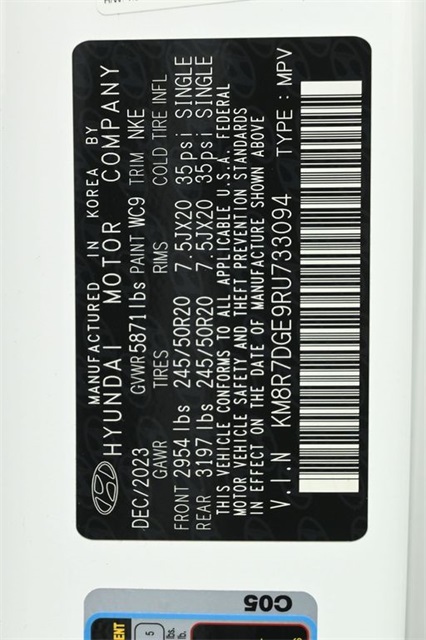 MANUFACTURED IN KOREA BY
HYUNDAI MOTOR COMPANY
DEC/2023 GVWR 5871lbs PAINT WC9 TRIM NKE
GAWR TIRES RIMS COLD TIRE INFL
FRONT 2954 lbs 245/50R20 7.5JX20 35psi SINGLE
REAR 3197 lbs 245/50R20 7.5JX20 35psi SINGLE
THIS VEHICLE CONFORMS TO ALL APPLICABLE U.S.A. FEDERAL
MOTOR VEHICLE SAFETY AND THEFT PREVENTION STANDARDS
IN EFFECT ON THE DATE OF MANUFACTURE SHOWN ABOVE
V.I.N KM8R7DGE9RU733094 TYPE : MPV
C05
5
lbs.